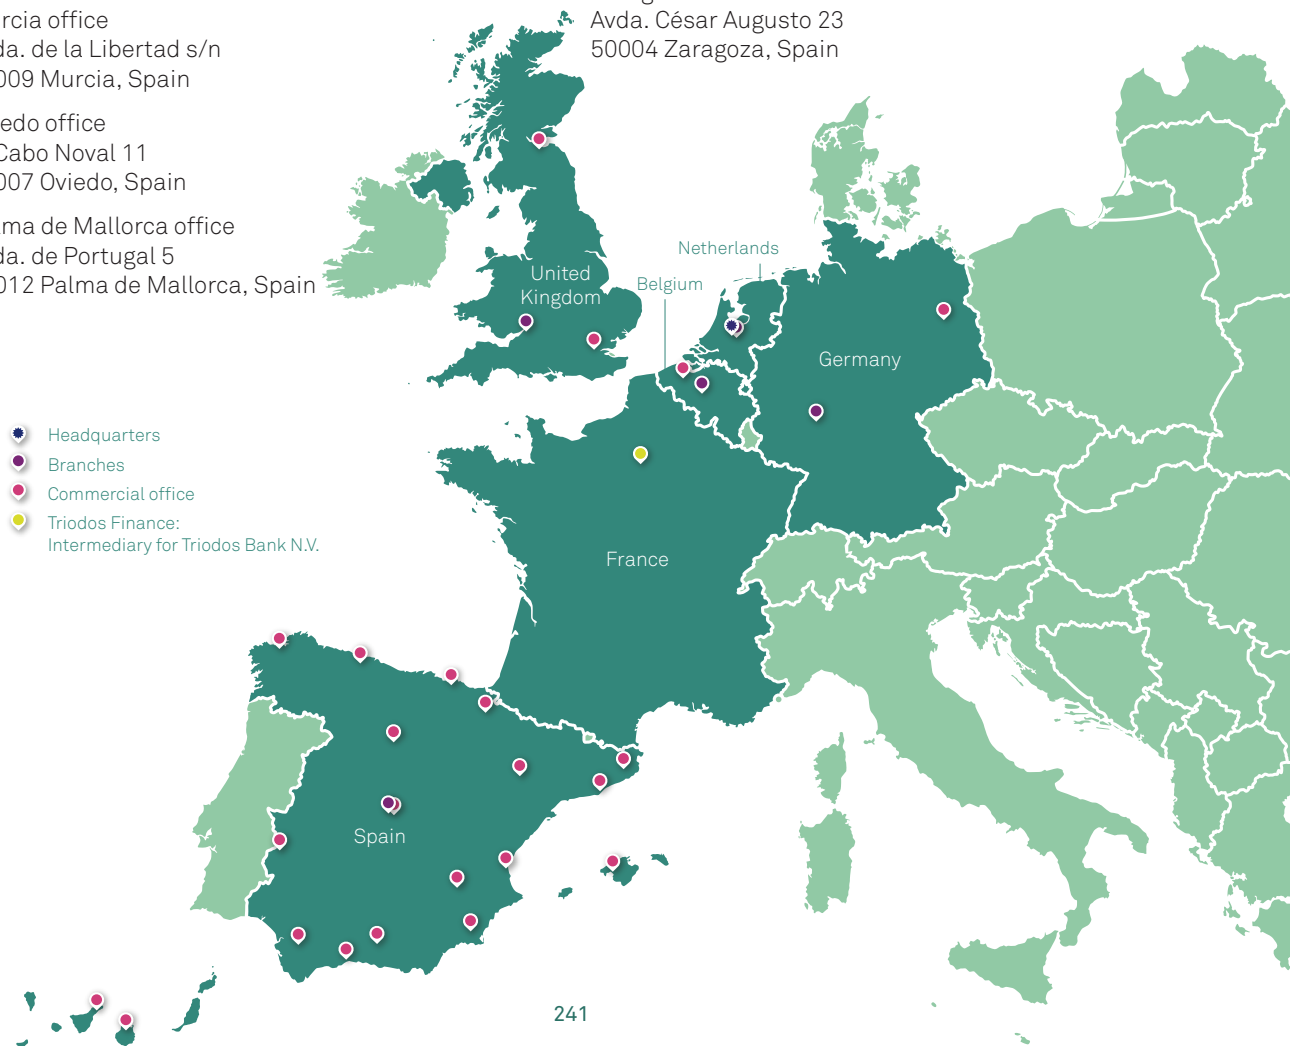 rcia office
da. de la Libertad s/n
009 Murcia, Spain
edo office
Cabo Noval 11
007 Oviedo, Spain
ma de Mallorca office
da. de Portugal 5
012 Palma de Mallorca, Spain
Avda. César Augusto 23
50004 Zaragoza, Spain
Netherlands
Belgium
United
Kingdom
Germany
Headquarters
Branches
Commercial office
Triodos Finance:
Intermediary for Triodos Bank N.V.
France
Spain
241